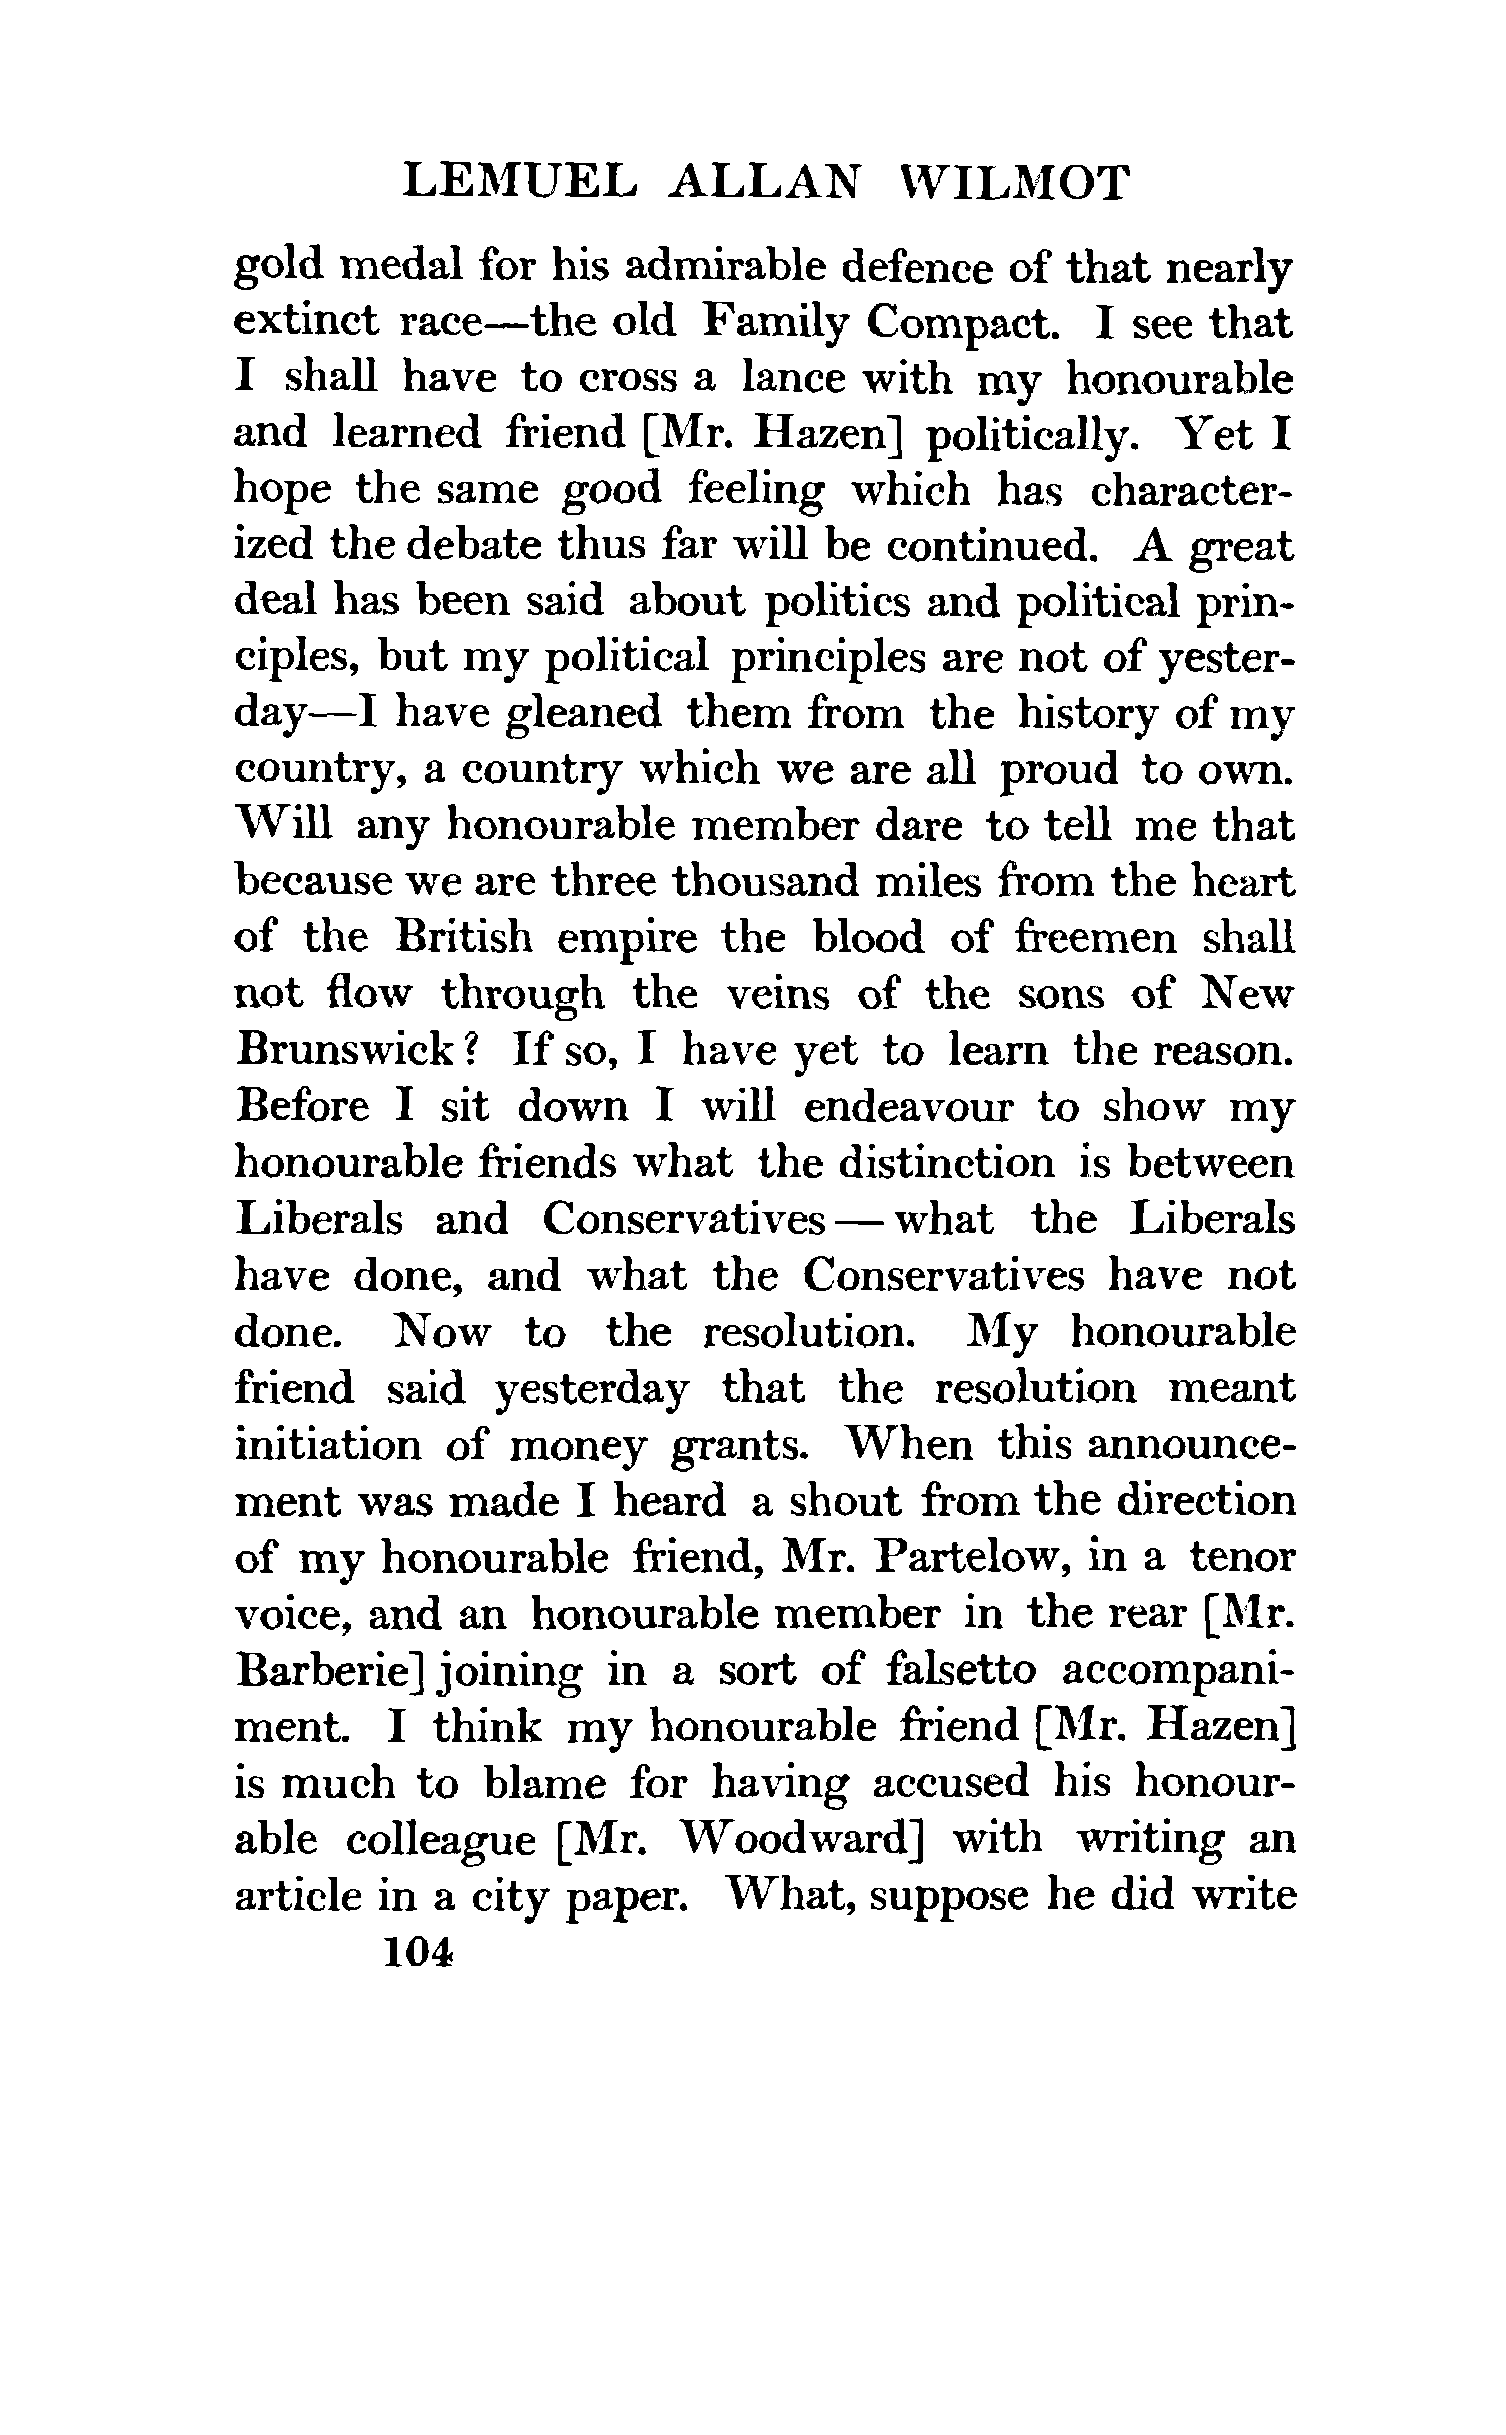 LEMUEL ALLAN WILMOT
gold medal for his admirable defence of that nearly
extinct race—the old Family Compact. I see that
I shall have to cross a lance with my honourable
and learned friend [Mr. Hazen] politically. Yet I
hope the same good feeling which has character-
ized the debate thus far will be continued. A great
deal has been said about politics and political prin-
ciples, but my political principles are not of yester-
day—I have gleaned them from the history of my
country, a country which we are all proud to own.
Will any honourable member dare to tell me that
because we are three thousand miles from the heart
of the British empire the blood of freemen shall
not flow through the veins of the sons of New
Brunswick? If so, I have yet to learn the reason.
Before I sit down I will endeavour to show my
honourable friends what the distinction is between
Liberals and Conservatives—what the Liberals
have done, and what the Conservatives have not
done. Now to the resolution. My honourable
friend said yesterday that the resolution meant
initiation of money grants. When this announce-
ment was made I heard a shout from the direction
of my honourable friend, Mr. Partelow, in a tenor
voice, and an honourable member in the rear [Mr.
Barberie] joining in a sort of falsetto accompani-
ment. I think my honourable friend [Mr. Hazen]
is much to blame for having accused his honour-
able colleague [Mr. Woodward] with writing an
article in a city paper. What, suppose he did write
104